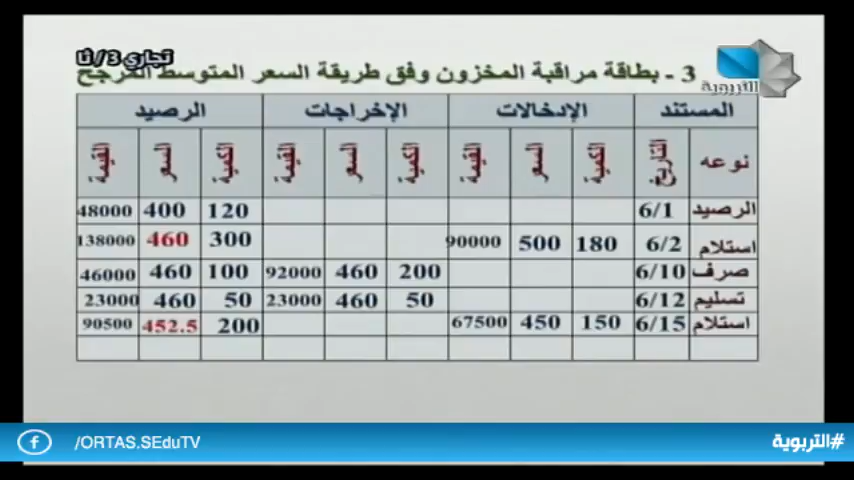 تجاري /3 ثا
3 - بطاقة مراقبة المخزون وفق طريقة السعر المتوسط المرجح
التربوية
المستند الإدخالات الإخراجات الرصيد
نوعه التاريخ الكمية السعر القيمة الكمية السعر القيمة الكمية السعر القيمة
الرصيد 6/1 120 400 48000
استلام 6/2 180 500 90000 300 460 138000
صرف 6/10 200 460 92000 100 460 46000
تسليم 6/12 50 460 23000 50 460 23000
استلام 6/15 150 450 67500 200 452.5 90500
/ORTAS.SEduTV #التربوية